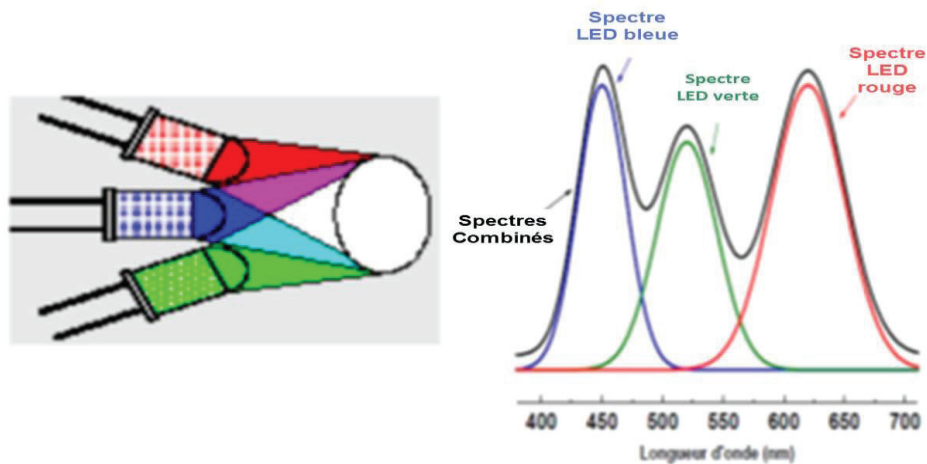 Spectre
LED bleue
Spectre
LED verte
Spectre
LED
rouge
Spectres
Combinés
400 450 500 550 600 650 700
Longueur d'onde (nm)